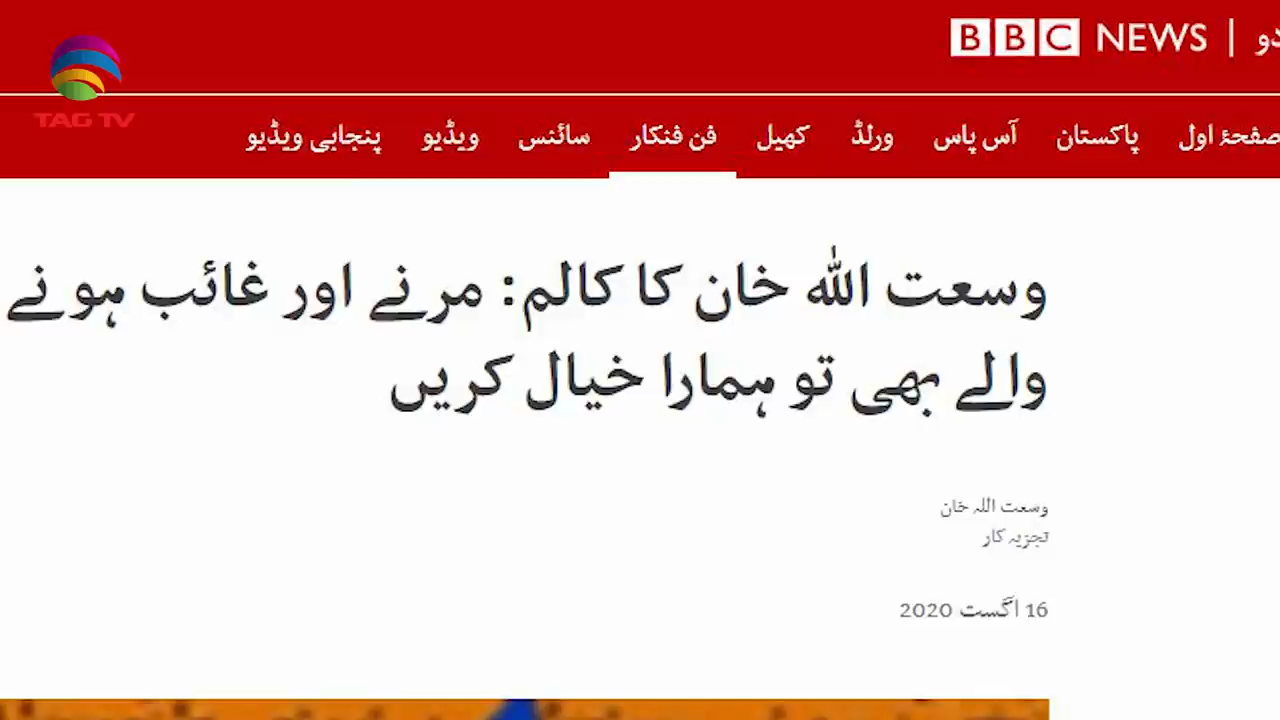 BBC NEWS |
TAG TV
صفحۂ اول پاکستان آس پاس ورلڈ کھیل فن فنکار سائنس ویڈیو پنجابی ویڈیو
وسعت اللہ خان کا کالم: مرنے اور غائب ہونے
والے بھی تو ہمارا خیال کریں
وسعت اللہ خان
تجزیہ کار
16 اگست 2020